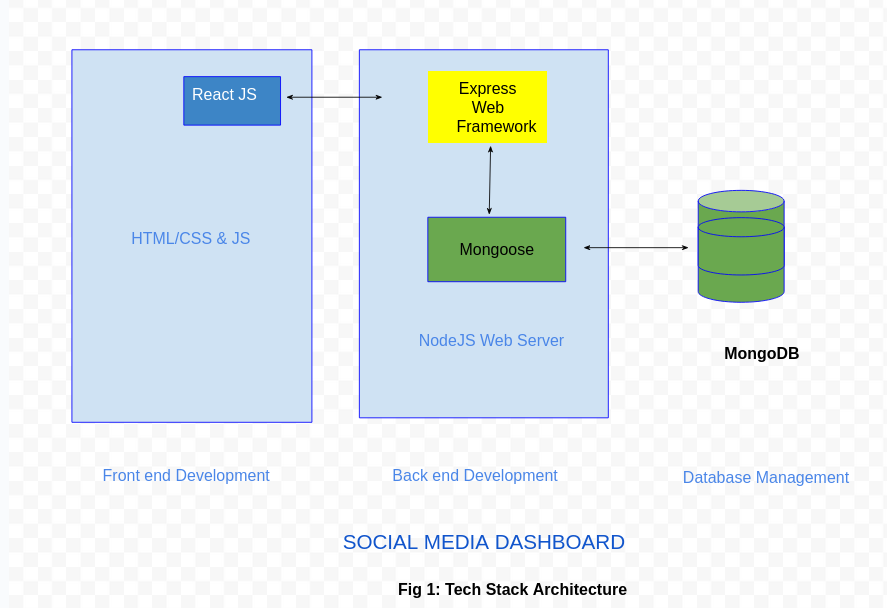 React JS
HTML/CSS & JS
Express
Web
Framework
Mongoose
NodeJS Web Server
MongoDB
Front end Development
Back end Development
Database Management
SOCIAL MEDIA DASHBOARD
Fig 1: Tech Stack Architecture